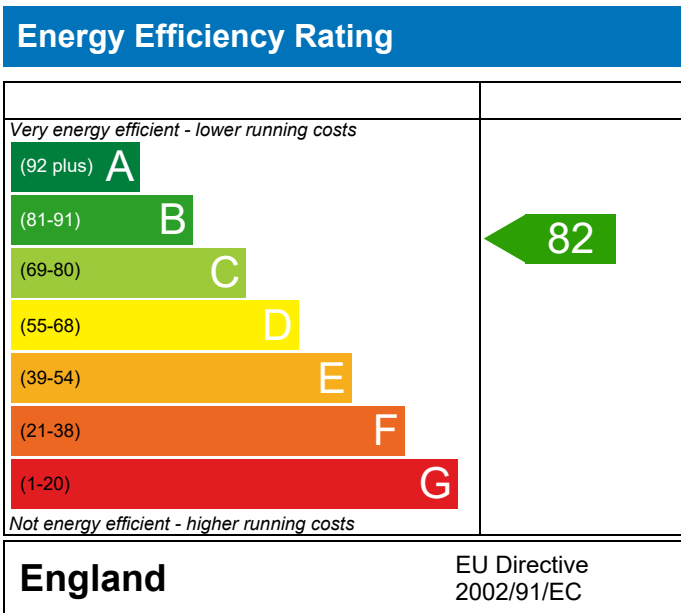 Energy Efficiency Rating
Very energy efficient - lower running costs
(92 plus) A
(81-91) B
82
(69-80) C
(55-68) D
(39-54) E
(21-38) F
(1-20) G
Not energy efficient - higher running costs
England
EU Directive
2002/91/EC